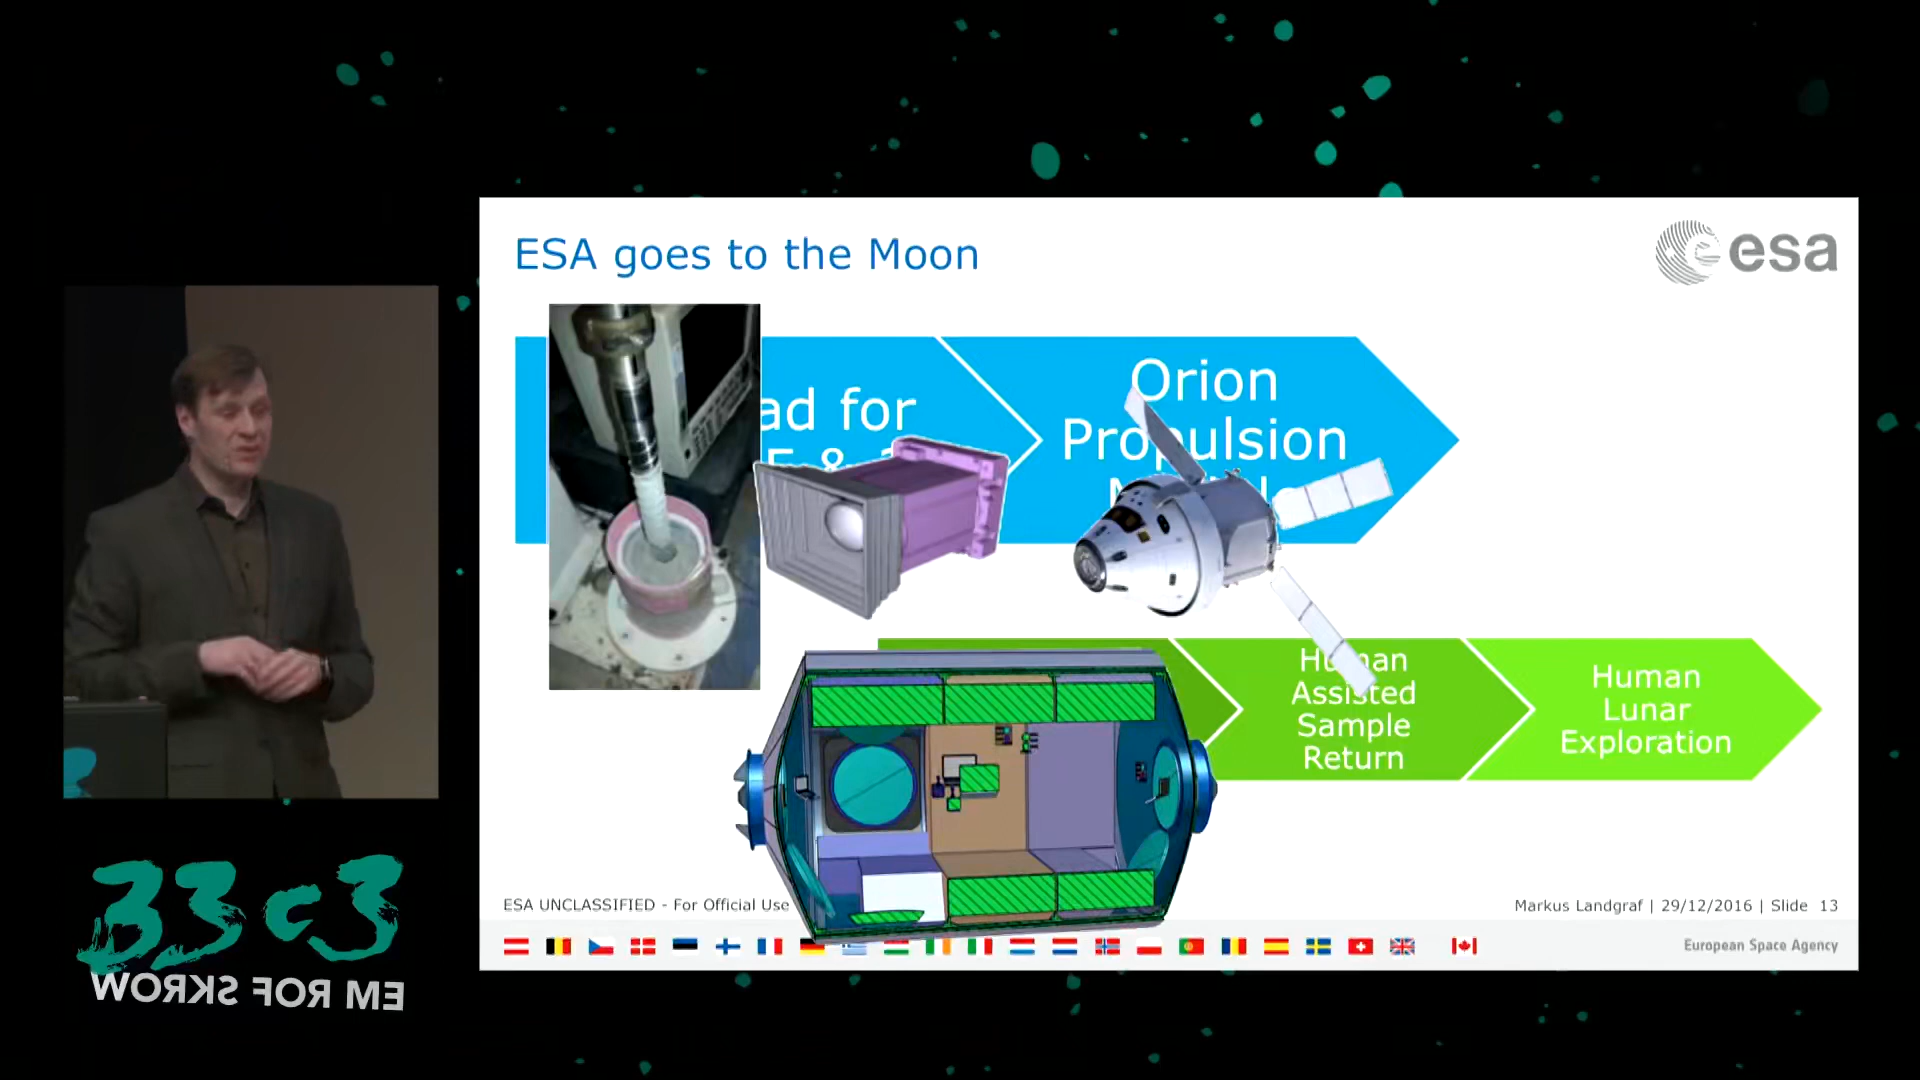 ESA goes to the Moon
esa
ad for
Orion
Propulsion
Human
Assisted
Sample
Return
Human
Lunar
Exploration
ESA UNCLASSIFIED - For Official Use
Markus Landgraf | 29/12/2016 | Slide 13
European Space Agency
33c3
WORKS FOR ME